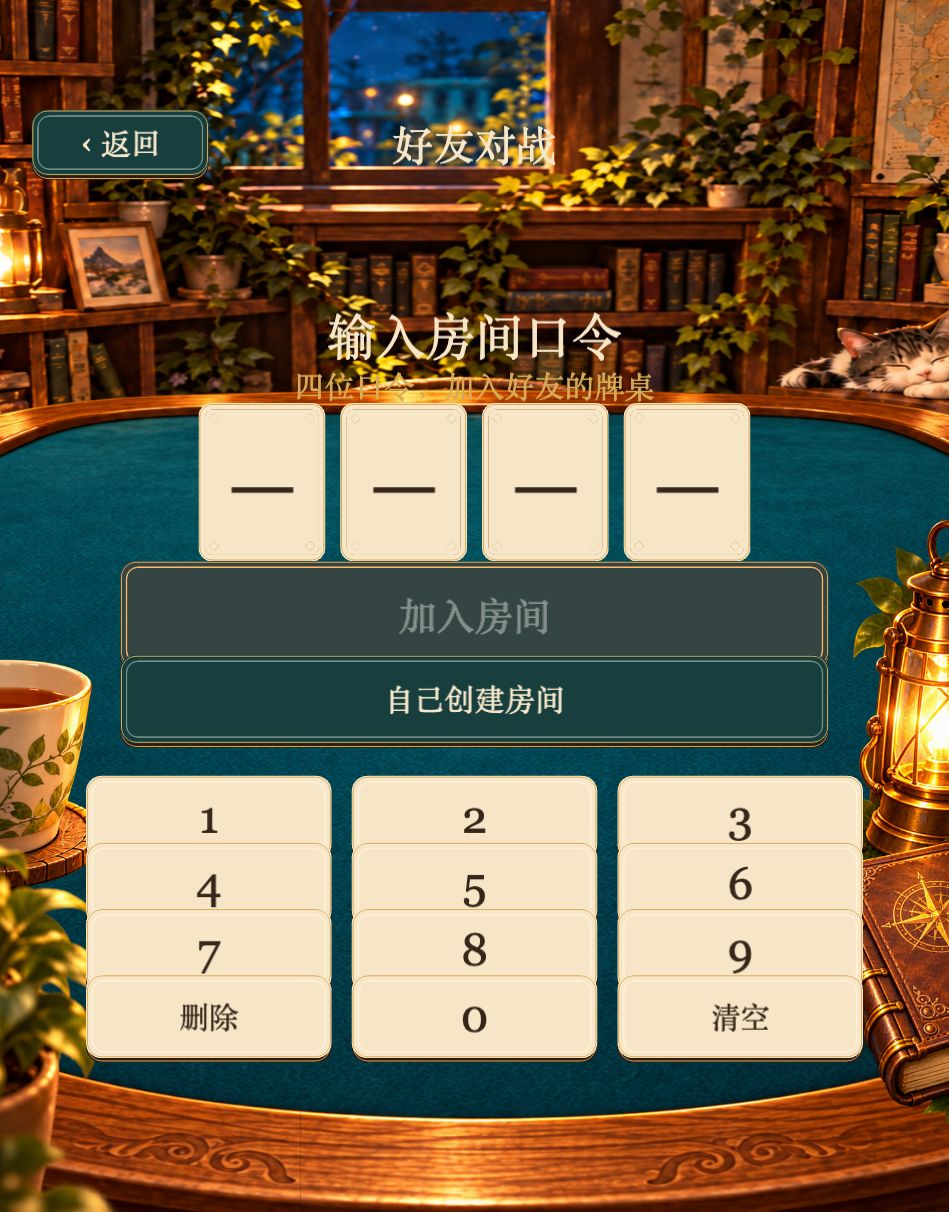 ‹ 返回
好友对战
输入房间口令
四位口令，加入好友的牌桌
— — — —
加入房间
自己创建房间
1 2 3
4 5 6
7 8 9
删除 0 清空